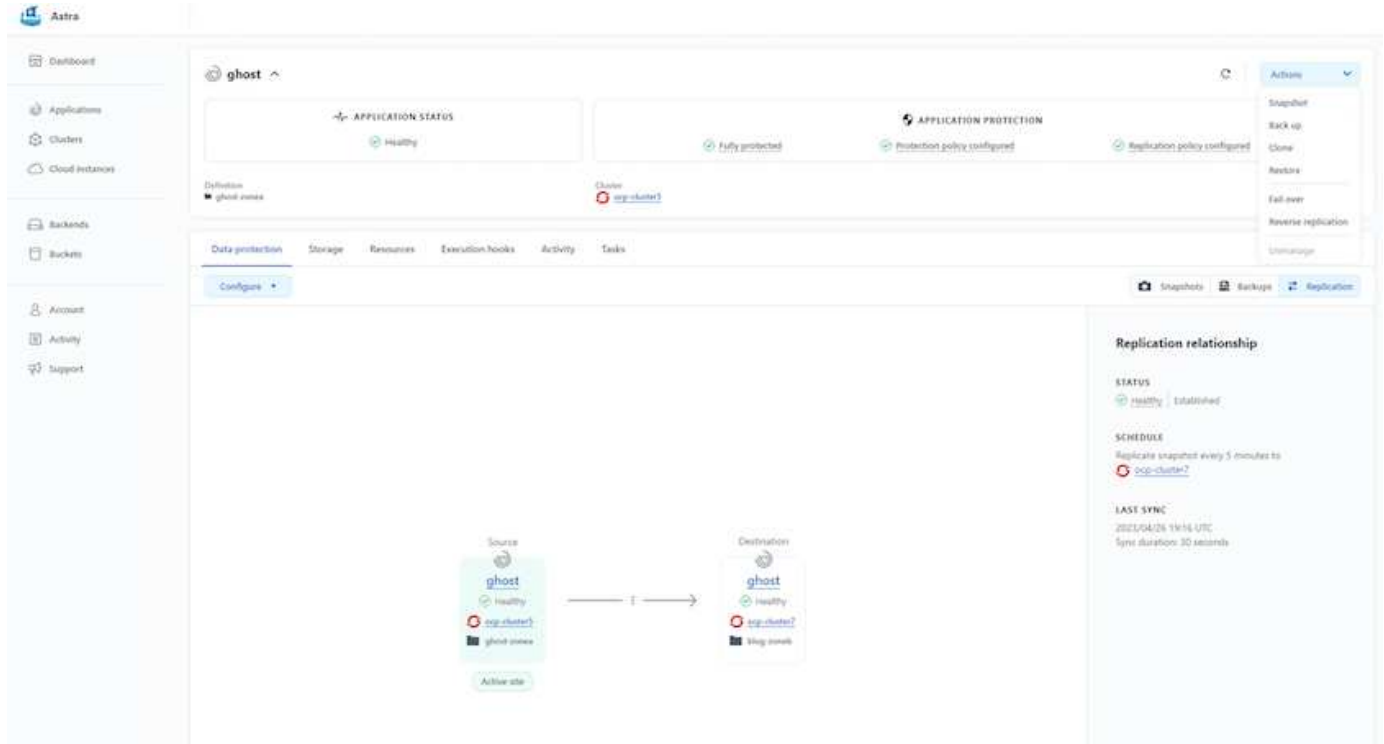 Astra
Dashboard
Applications
Clusters
Cloud instances
Backends
Buckets
Account
Activity
Support
ghost
Actions
Snapshot
Back up
Clone
Restore
Fail over
Reverse replication
Unmanage
APPLICATION STATUS
Healthy
APPLICATION PROTECTION
Fully protected
Protection policy configured
Replication policy configured
Definition
ghost-zonea
Cluster
ocp-cluster5
Data protection Storage Resources Execution hooks Activity Tasks
Configure
Snapshots Backups Replication
Source
ghost
Healthy
ocp-cluster5
ghost-zonea
Active site
Destination
ghost
Healthy
ocp-cluster7
blog-zoneb
Replication relationship
STATUS
Healthy | Established
SCHEDULE
Replicate snapshot every 5 minutes to
ocp-cluster7
LAST SYNC
2023/04/26 19:16 UTC
Sync duration: 30 seconds